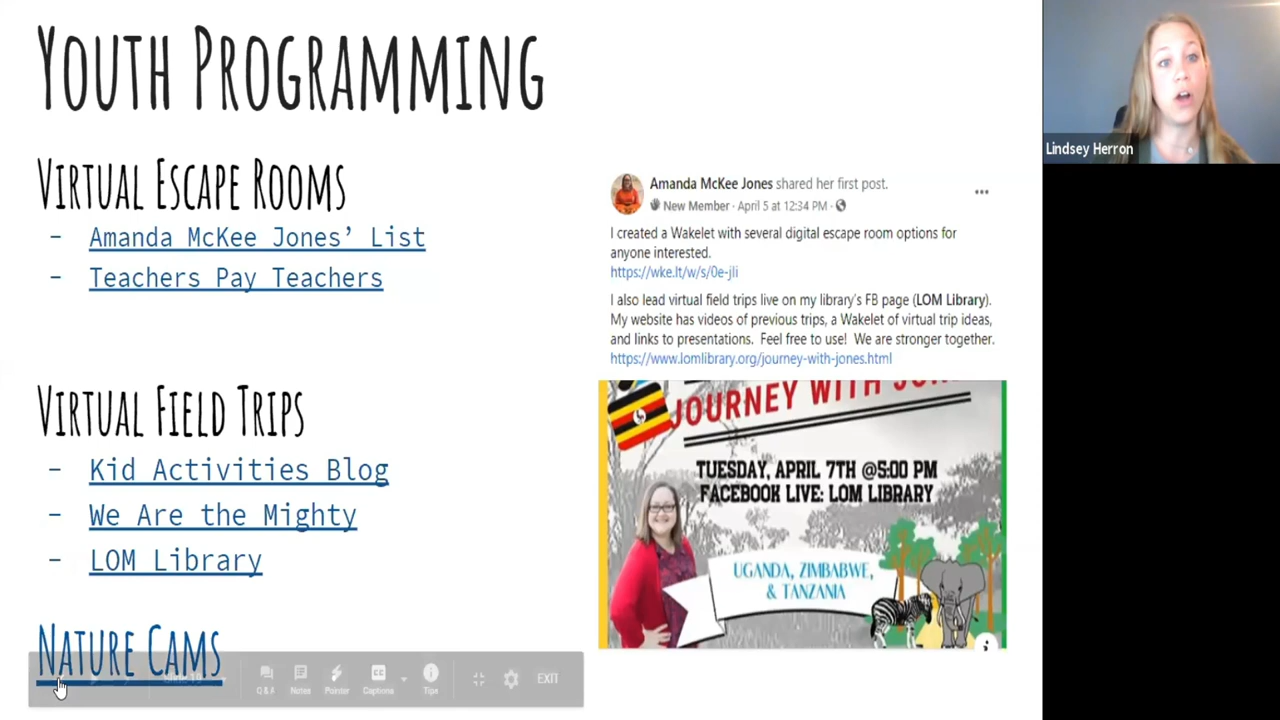 Youth Programming
Virtual Escape Rooms
- Amanda McKee Jones' List
- Teachers Pay Teachers
Virtual Field Trips
- Kid Activities Blog
- We Are the Mighty
- LOM Library
Nature Cams
Q & A
Notes
Pointer
Captions
Tips
EXIT
Amanda McKee Jones shared her first post.
New Member · April 5 at 12:34 PM ·
I created a Wakelet with several digital escape room options for
anyone interested.
https://wke.lt/w/s/0e-jli
I also lead virtual field trips live on my library's FB page (LOM Library).
My website has videos of previous trips, a Wakelet of virtual trip ideas,
and links to presentations. Feel free to use! We are stronger together.
https://www.lomlibrary.org/journey-with-jones.html
JOURNEY WITH
TUESDAY, APRIL 7TH @5:00 PM
FACEBOOK LIVE: LOM LIBRARY
UGANDA, ZIMBABWE,
& TANZANIA
Lindsey Herron